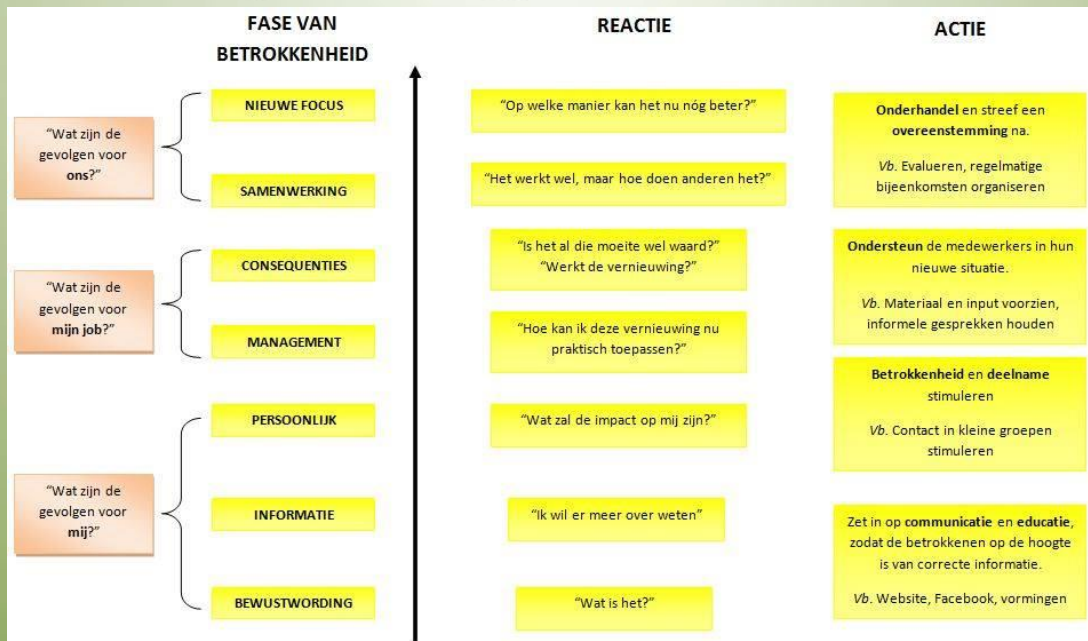 FASE VAN
BETROKKENHEID
REACTIE
ACTIE
“Wat zijn de
gevolgen voor
ons?”
NIEUWE FOCUS
“Op welke manier kan het nu nóg beter?”
SAMENWERKING
“Het werkt wel, maar hoe doen anderen het?”
Onderhandel en streef een
overeenstemming na.
Vb. Evalueren, regelmatige
bijeenkomsten organiseren
“Wat zijn de
gevolgen voor
mijn job?”
CONSEQUENTIES
“Is het al die moeite wel waard?”
“Werkt de vernieuwing?”
MANAGEMENT
“Hoe kan ik deze vernieuwing nu
praktisch toepassen?”
Ondersteun de medewerkers in hun
nieuwe situatie.
Vb. Materiaal en input voorzien,
informele gesprekken houden
“Wat zijn de
gevolgen voor
mij?”
PERSOONLIJK
“Wat zal de impact op mij zijn?”
Betrokkenheid en deelname
stimuleren
Vb. Contact in kleine groepen
stimuleren
INFORMATIE
“Ik wil er meer over weten”
BEWUSTWORDING
“Wat is het?”
Zet in op communicatie en educatie,
zodat de betrokkenen op de hoogte
is van correcte informatie.
Vb. Website, Facebook, vormingen